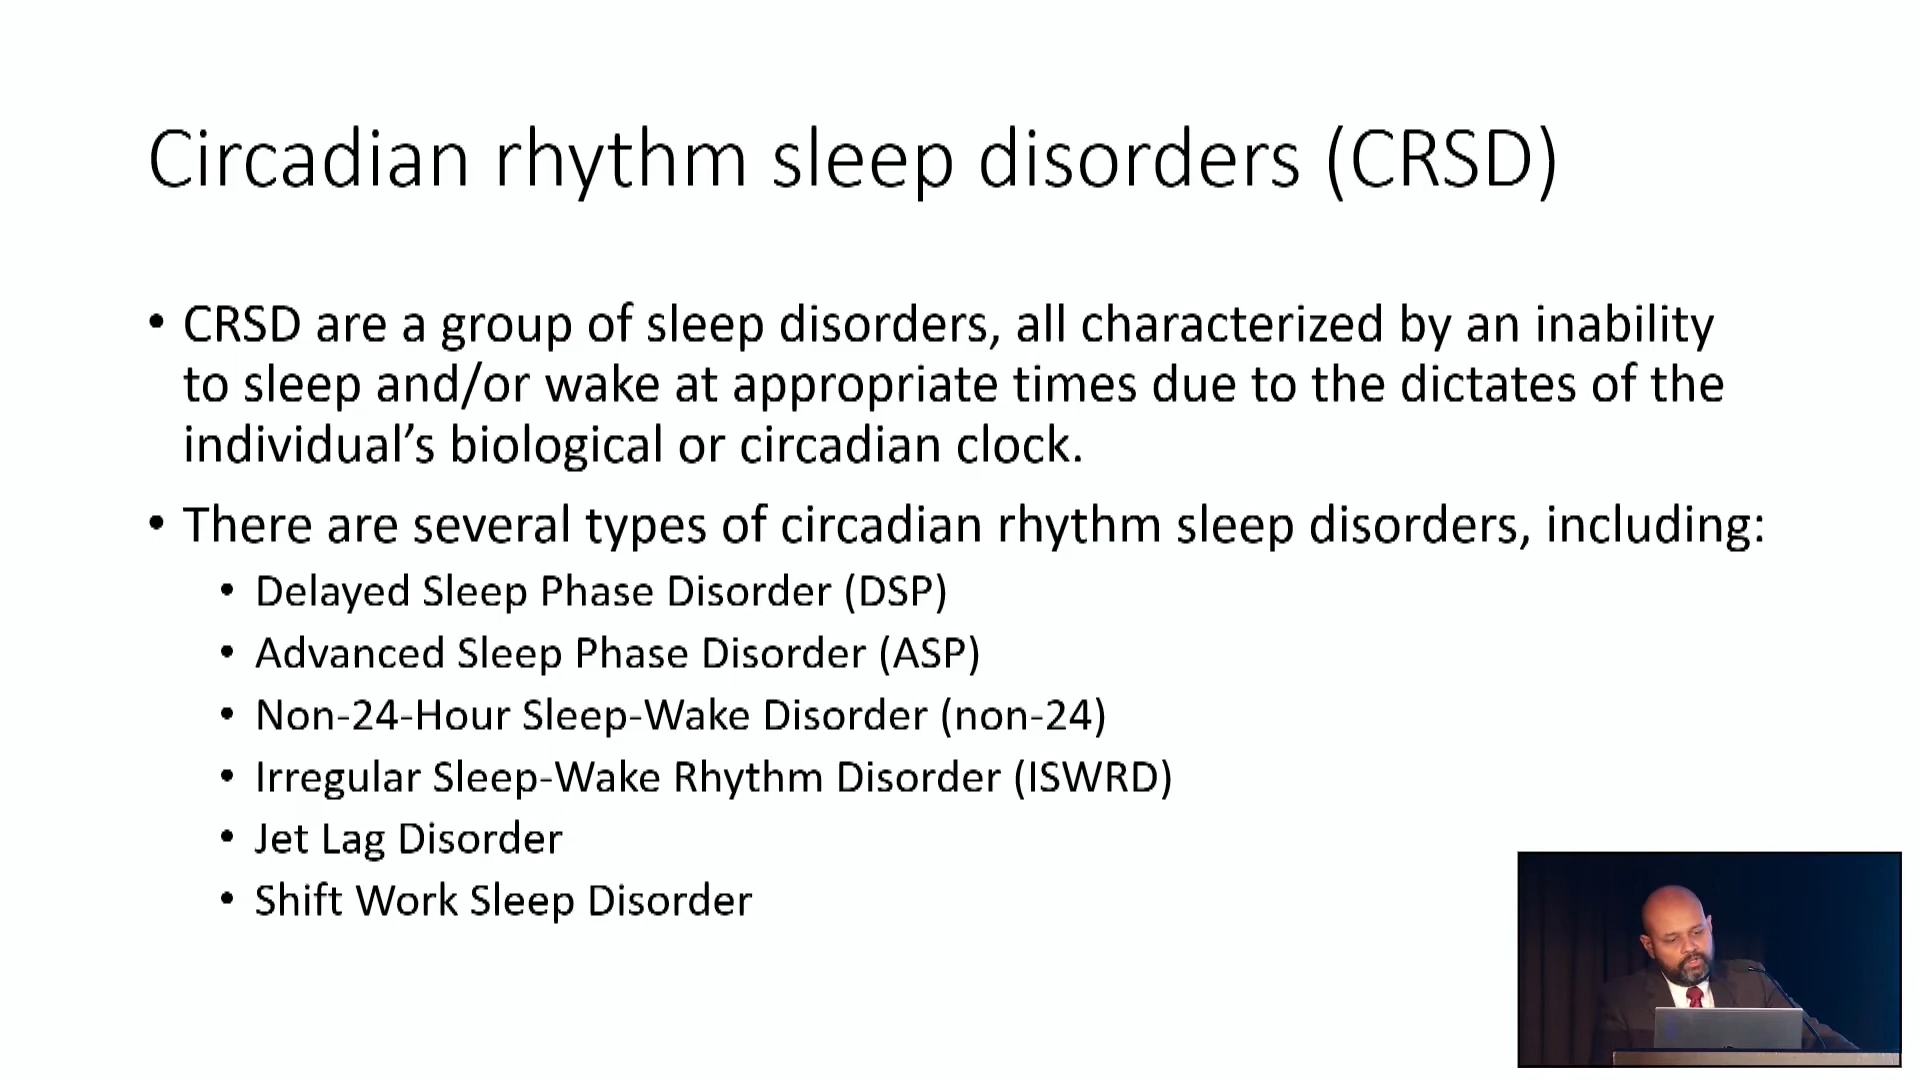 Circadian rhythm sleep disorders (CRSD)
• CRSD are a group of sleep disorders, all characterized by an inability
to sleep and/or wake at appropriate times due to the dictates of the
individual’s biological or circadian clock.
• There are several types of circadian rhythm sleep disorders, including:
• Delayed Sleep Phase Disorder (DSP)
• Advanced Sleep Phase Disorder (ASP)
• Non-24-Hour Sleep-Wake Disorder (non-24)
• Irregular Sleep-Wake Rhythm Disorder (ISWRD)
• Jet Lag Disorder
• Shift Work Sleep Disorder